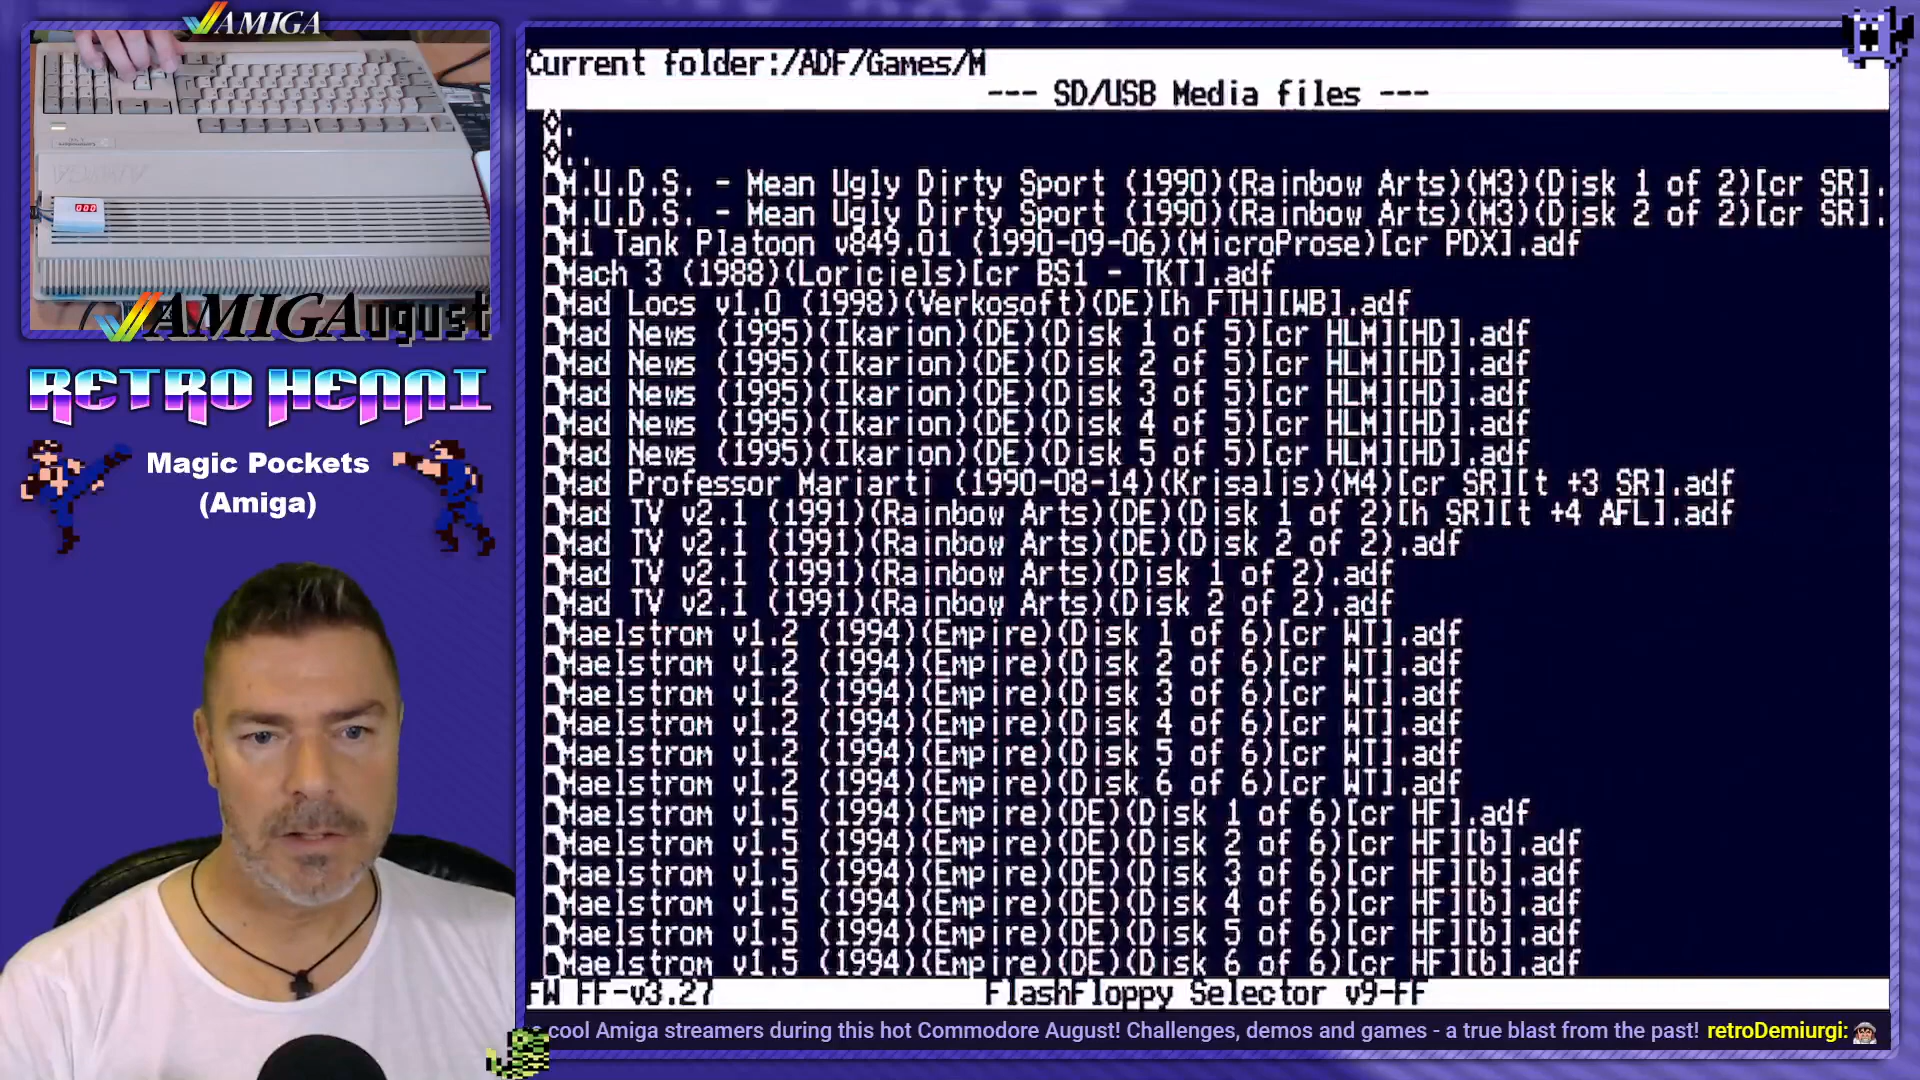 AMIGA
000
AMIGAugust
RETRO HENNI
Magic Pockets
(Amiga)
Current folder:/ADF/Games/M
--- SD/USB Media files ---
.
..
M.U.D.S. - Mean Ugly Dirty Sport (1990)(Rainbow Arts)(M3)(Disk 1 of 2)[cr SR].
M.U.D.S. - Mean Ugly Dirty Sport (1990)(Rainbow Arts)(M3)(Disk 2 of 2)[cr SR].
M1 Tank Platoon v849.01 (1990-09-06)(MicroProse)[cr PDX].adf
Mach 3 (1988)(Loriciels)[cr BS1 - TKT].adf
Mad Locs v1.0 (1998)(Verkosoft)(DE)[h FTH][WB].adf
Mad News (1995)(Ikarion)(DE)(Disk 1 of 5)[cr HLM][HD].adf
Mad News (1995)(Ikarion)(DE)(Disk 2 of 5)[cr HLM][HD].adf
Mad News (1995)(Ikarion)(DE)(Disk 3 of 5)[cr HLM][HD].adf
Mad News (1995)(Ikarion)(DE)(Disk 4 of 5)[cr HLM][HD].adf
Mad News (1995)(Ikarion)(DE)(Disk 5 of 5)[cr HLM][HD].adf
Mad Professor Mariarti (1990-08-14)(Krisalis)(M4)[cr SR][t +3 SR].adf
Mad TV v2.1 (1991)(Rainbow Arts)(DE)(Disk 1 of 2)[h SR][t +4 AFL].adf
Mad TV v2.1 (1991)(Rainbow Arts)(DE)(Disk 2 of 2).adf
Mad TV v2.1 (1991)(Rainbow Arts)(Disk 1 of 2).adf
Mad TV v2.1 (1991)(Rainbow Arts)(Disk 2 of 2).adf
Maelstrom v1.2 (1994)(Empire)(Disk 1 of 6)[cr WT].adf
Maelstrom v1.2 (1994)(Empire)(Disk 2 of 6)[cr WT].adf
Maelstrom v1.2 (1994)(Empire)(Disk 3 of 6)[cr WT].adf
Maelstrom v1.2 (1994)(Empire)(Disk 4 of 6)[cr WT].adf
Maelstrom v1.2 (1994)(Empire)(Disk 5 of 6)[cr WT].adf
Maelstrom v1.2 (1994)(Empire)(Disk 6 of 6)[cr WT].adf
Maelstrom v1.5 (1994)(Empire)(DE)(Disk 1 of 6)[cr HF].adf
Maelstrom v1.5 (1994)(Empire)(DE)(Disk 2 of 6)[cr HF][b].adf
Maelstrom v1.5 (1994)(Empire)(DE)(Disk 3 of 6)[cr HF][b].adf
Maelstrom v1.5 (1994)(Empire)(DE)(Disk 4 of 6)[cr HF][b].adf
Maelstrom v1.5 (1994)(Empire)(DE)(Disk 5 of 6)[cr HF][b].adf
Maelstrom v1.5 (1994)(Empire)(DE)(Disk 6 of 6)[cr HF][b].adf
FW FF-v3.27 FlashFloppy Selector v9-FF
s cool Amiga streamers during this hot Commodore August! Challenges, demos and games - a true blast from the past! retroDemiurgi: